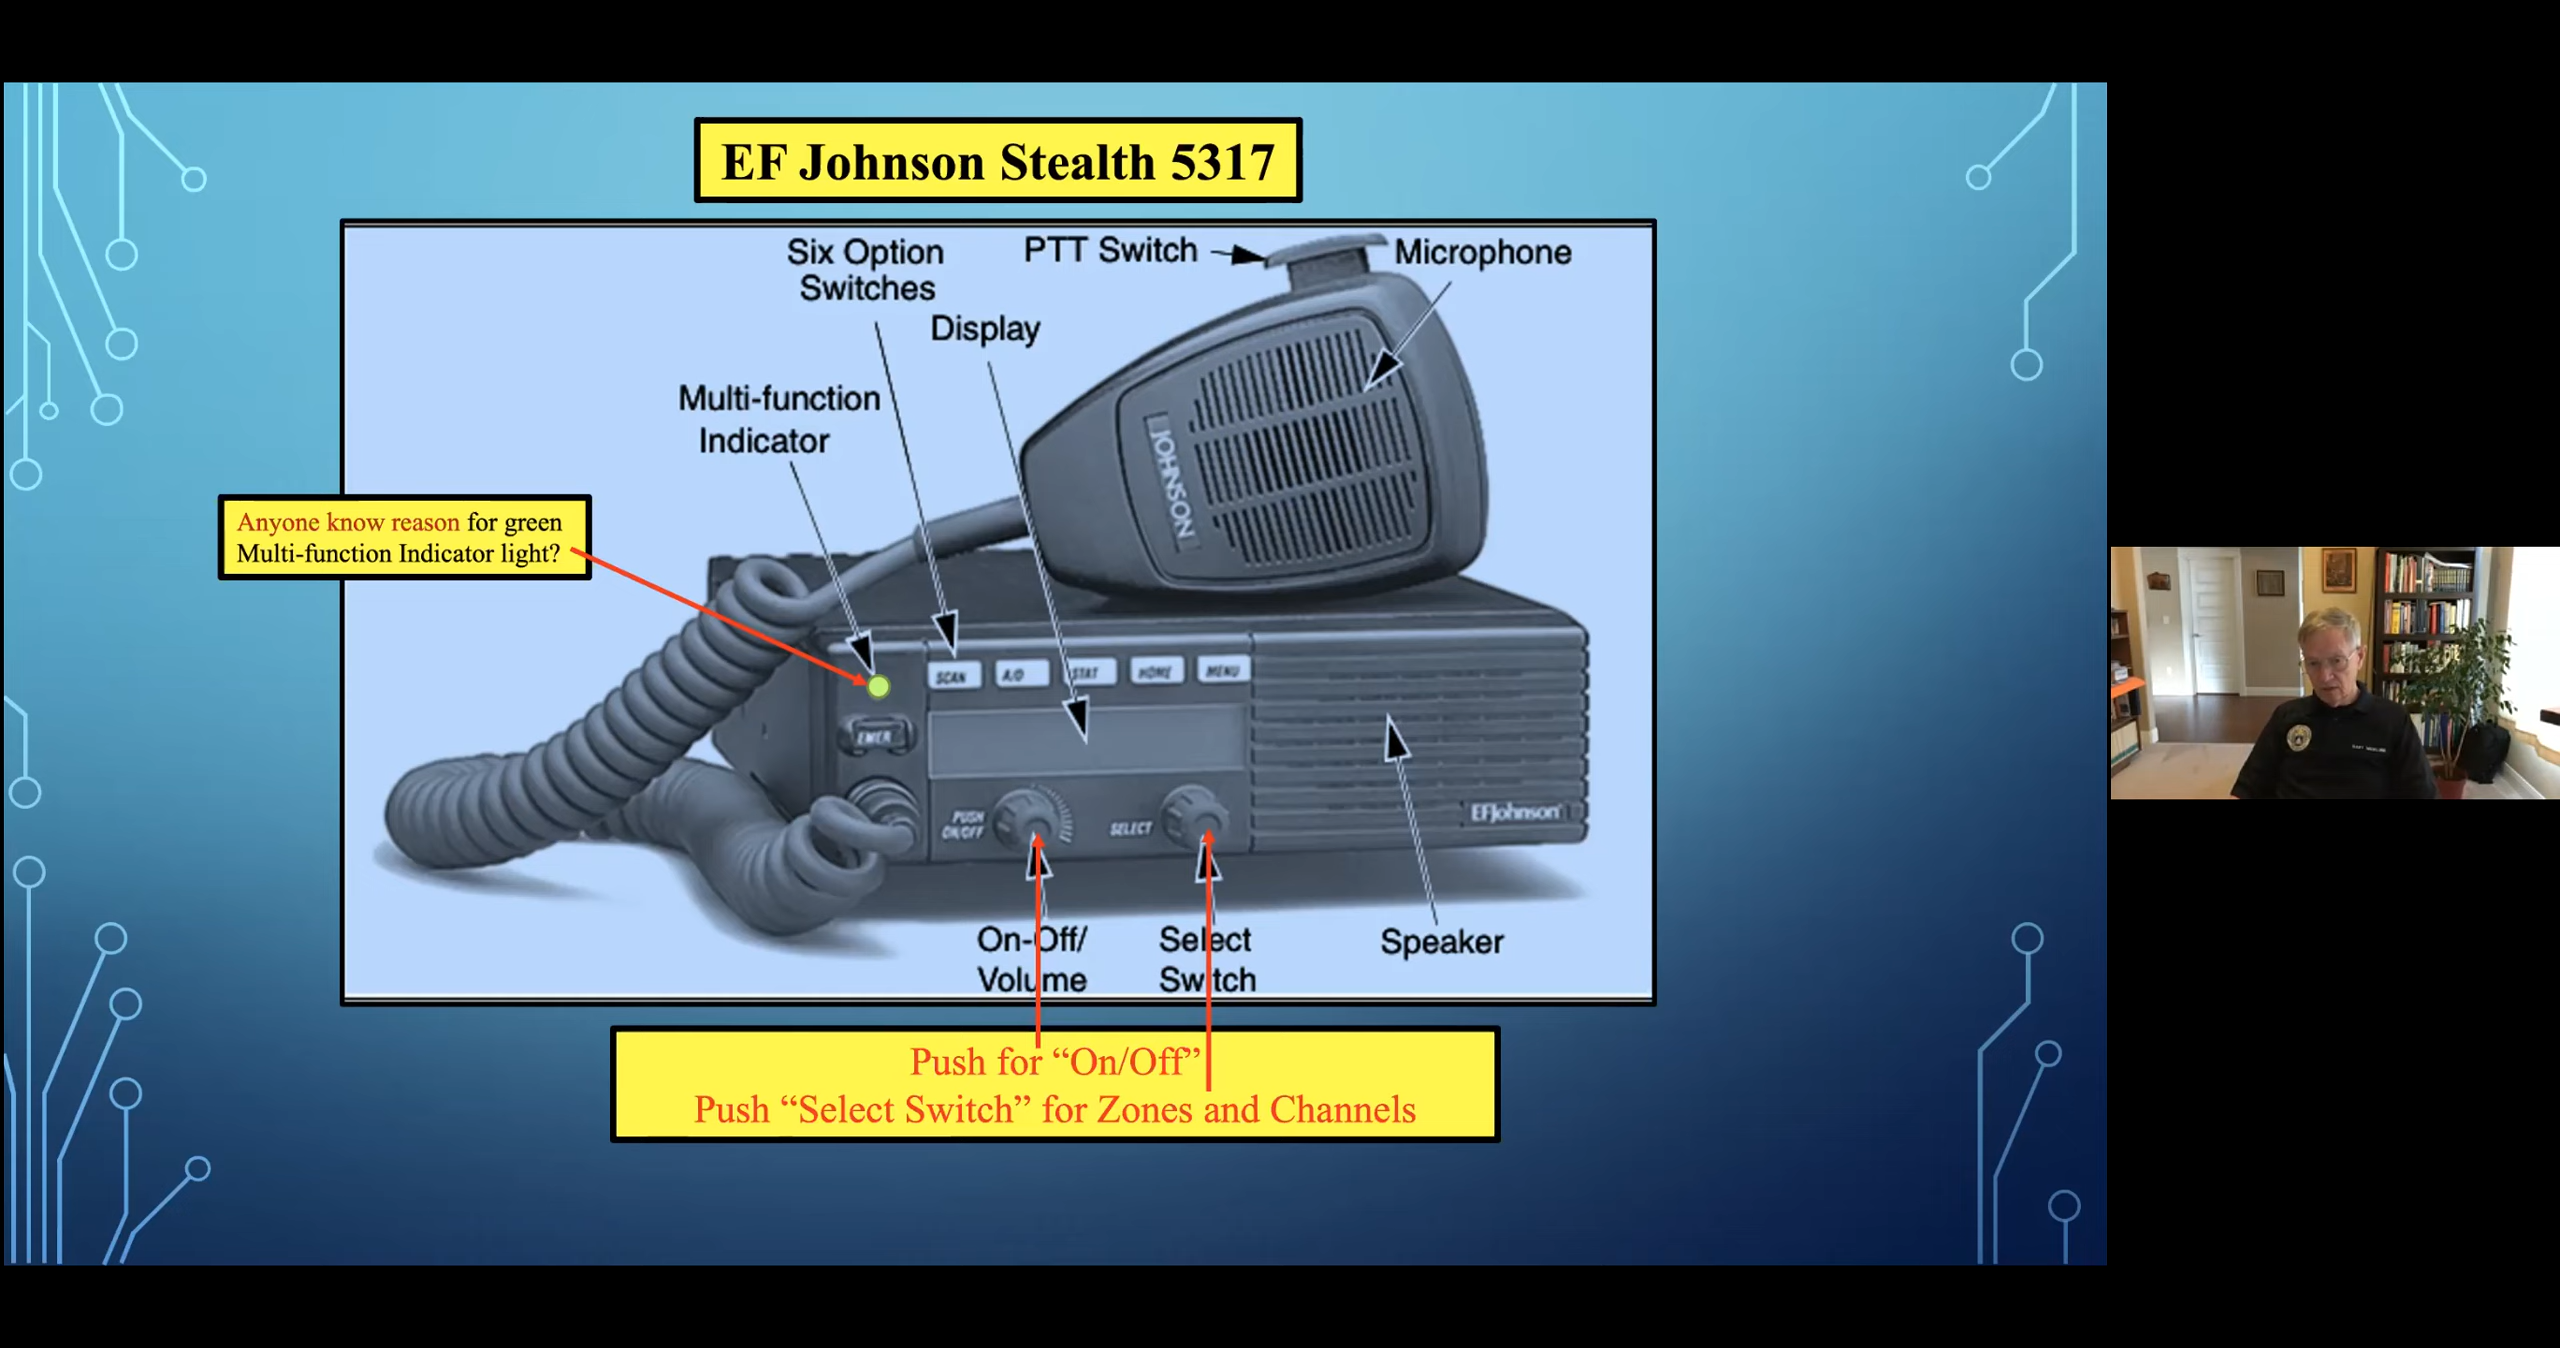 EF Johnson Stealth 5317
Six Option
Switches
PTT Switch
Microphone
Display
Multi-function
Indicator
JOHNSON
Anyone know reason for green
Multi-function Indicator light?
SCAN
A/D
STAT
HOME
MENU
EMER
PUSH
ON/OFF
SELECT
EFJohnson
On-Off/
Volume
Select
Switch
Speaker
Push for “On/Off”
Push “Select Switch” for Zones and Channels